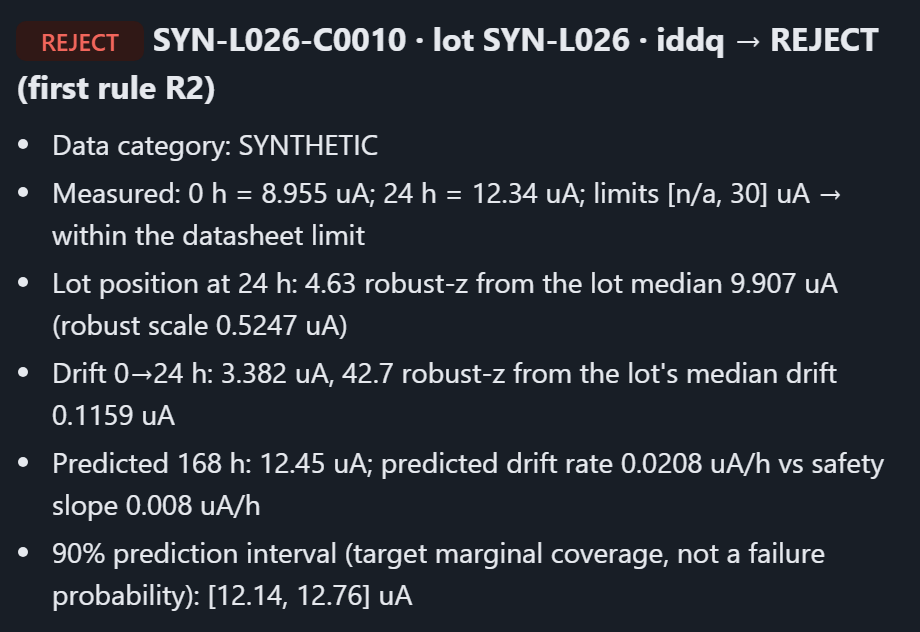 REJECT SYN-L026-C0010 · lot SYN-L026 · iddq → REJECT
(first rule R2)
• Data category: SYNTHETIC
• Measured: 0 h = 8.955 uA; 24 h = 12.34 uA; limits [n/a, 30] uA →
within the datasheet limit
• Lot position at 24 h: 4.63 robust-z from the lot median 9.907 uA
(robust scale 0.5247 uA)
• Drift 0→24 h: 3.382 uA, 42.7 robust-z from the lot's median drift
0.1159 uA
• Predicted 168 h: 12.45 uA; predicted drift rate 0.0208 uA/h vs safety
slope 0.008 uA/h
• 90% prediction interval (target marginal coverage, not a failure
probability): [12.14, 12.76] uA